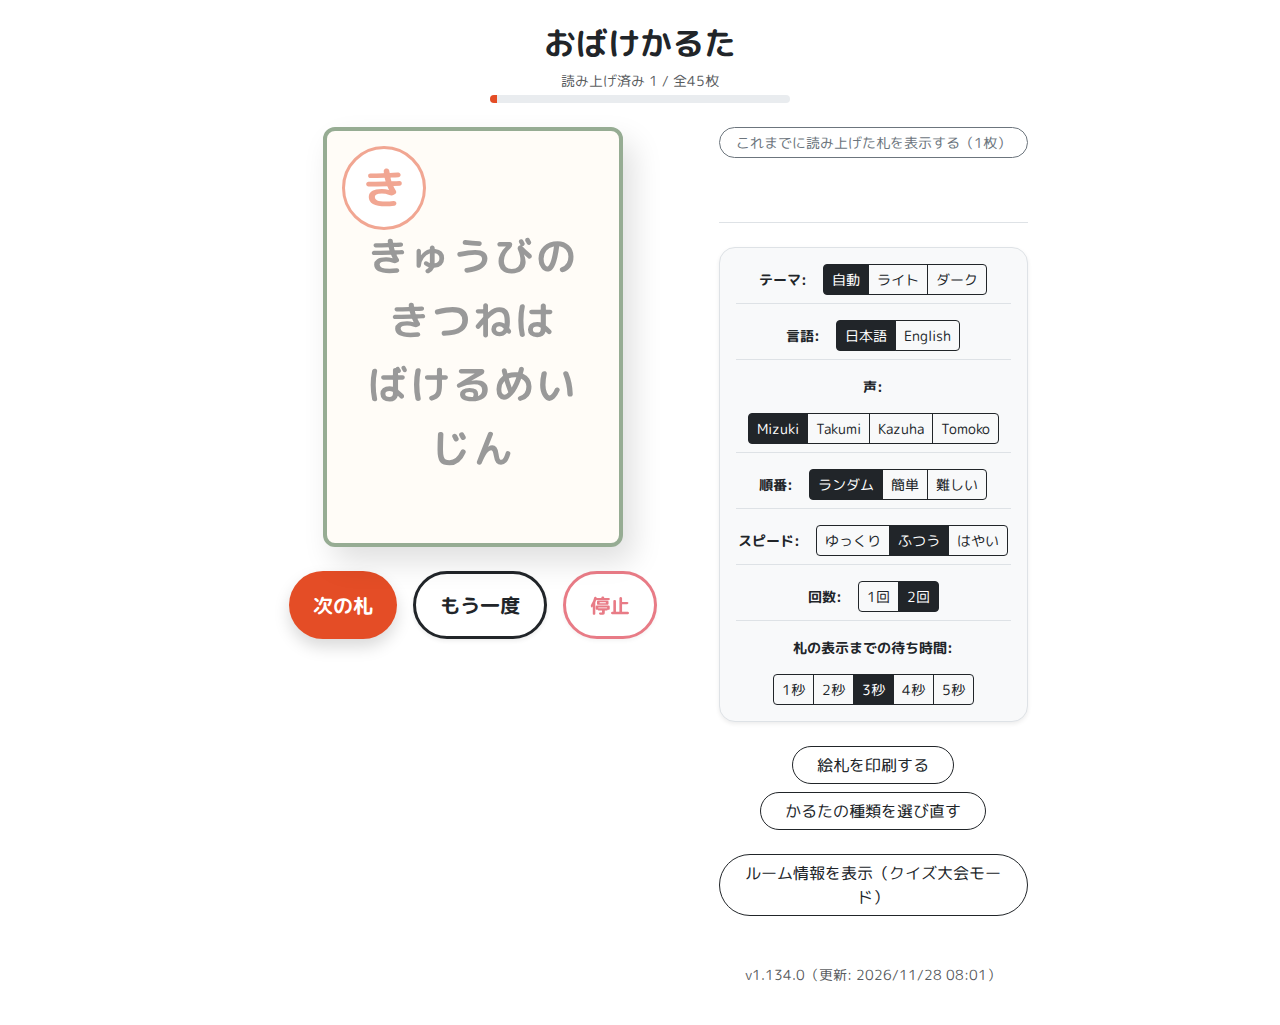 おばけかるた
読み上げ済み 1 / 全45枚
き
きゅうびの
きつねは
ばけるめい
じん
次の札
もう一度
停止
これまでに読み上げた札を表示する（1枚）
テーマ: 自動 ライト ダーク
言語: 日本語 English
声:
Mizuki Takumi Kazuha Tomoko
順番: ランダム 簡単 難しい
スピード: ゆっくり ふつう はやい
回数: 1回 2回
札の表示までの待ち時間:
1秒 2秒 3秒 4秒 5秒
絵札を印刷する
かるたの種類を選び直す
ルーム情報を表示（クイズ大会モー
ド）
v1.134.0（更新: 2026/11/28 08:01）